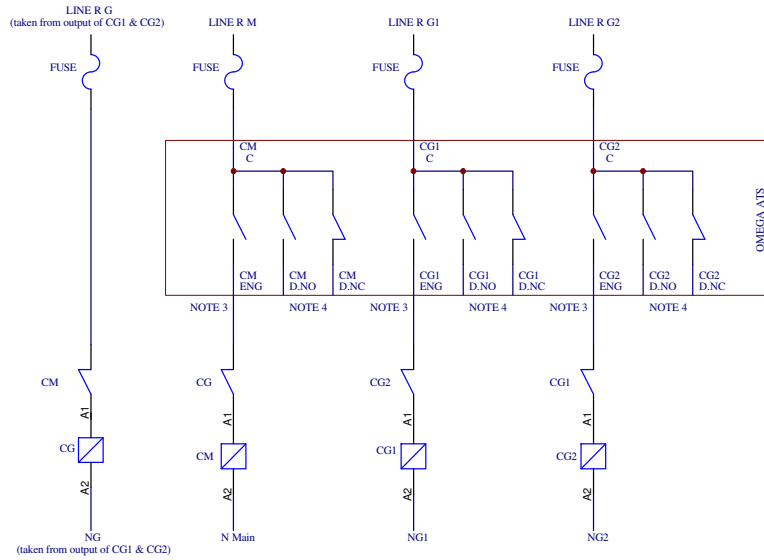 LINE R G
(taken from output of CG1 & CG2)
LINE R M
LINE R G1
LINE R G2
FUSE
FUSE
FUSE
FUSE
CM
C
CG1
C
CG2
C
OMEGA ATS
CM
ENG
CM
D.NO
CM
D.NC
CG1
ENG
CG1
D.NO
CG1
D.NC
CG2
ENG
CG2
D.NO
CG2
D.NC
NOTE 3
NOTE 4
NOTE 3
NOTE 4
NOTE 3
NOTE 4
CM
CG
CG2
CG1
A1
A1
A1
A1
CG
CM
CG1
CG2
A2
A2
A2
A2
NG
(taken from output of CG1 & CG2)
N Main
NG1
NG2